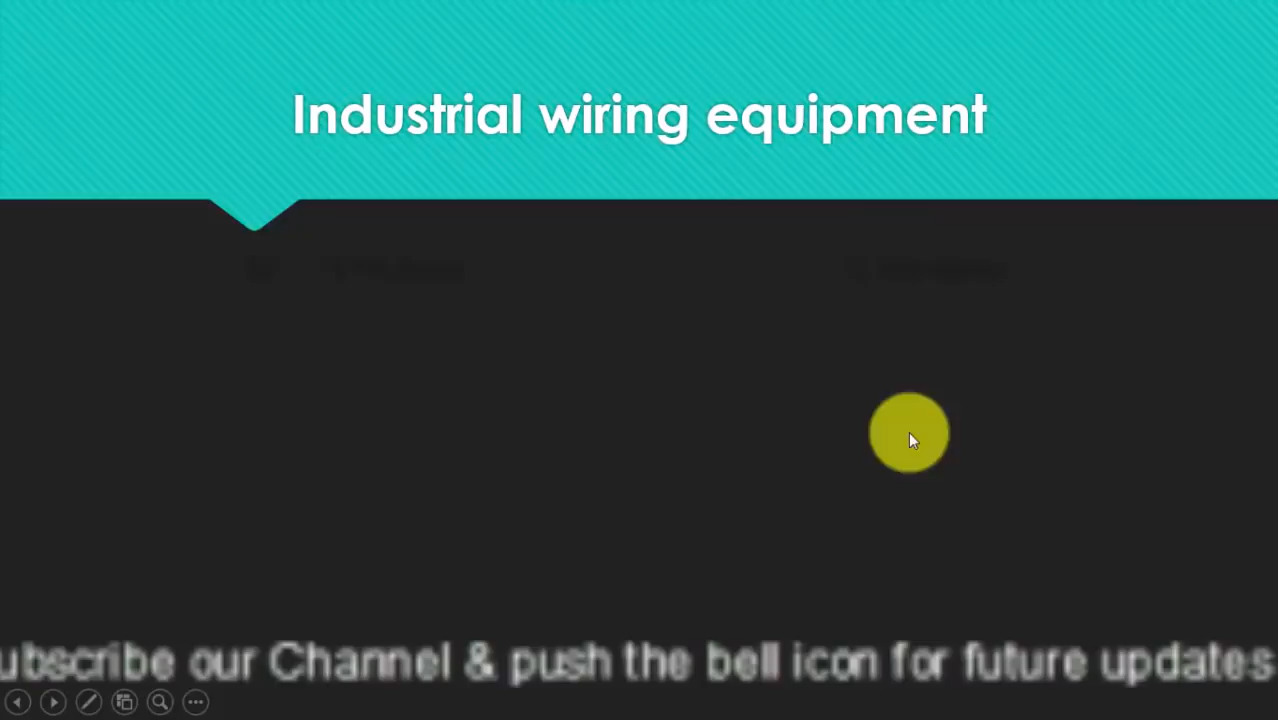 Industrial wiring equipment
ubscribe our Channel & push the bell icon for future updates